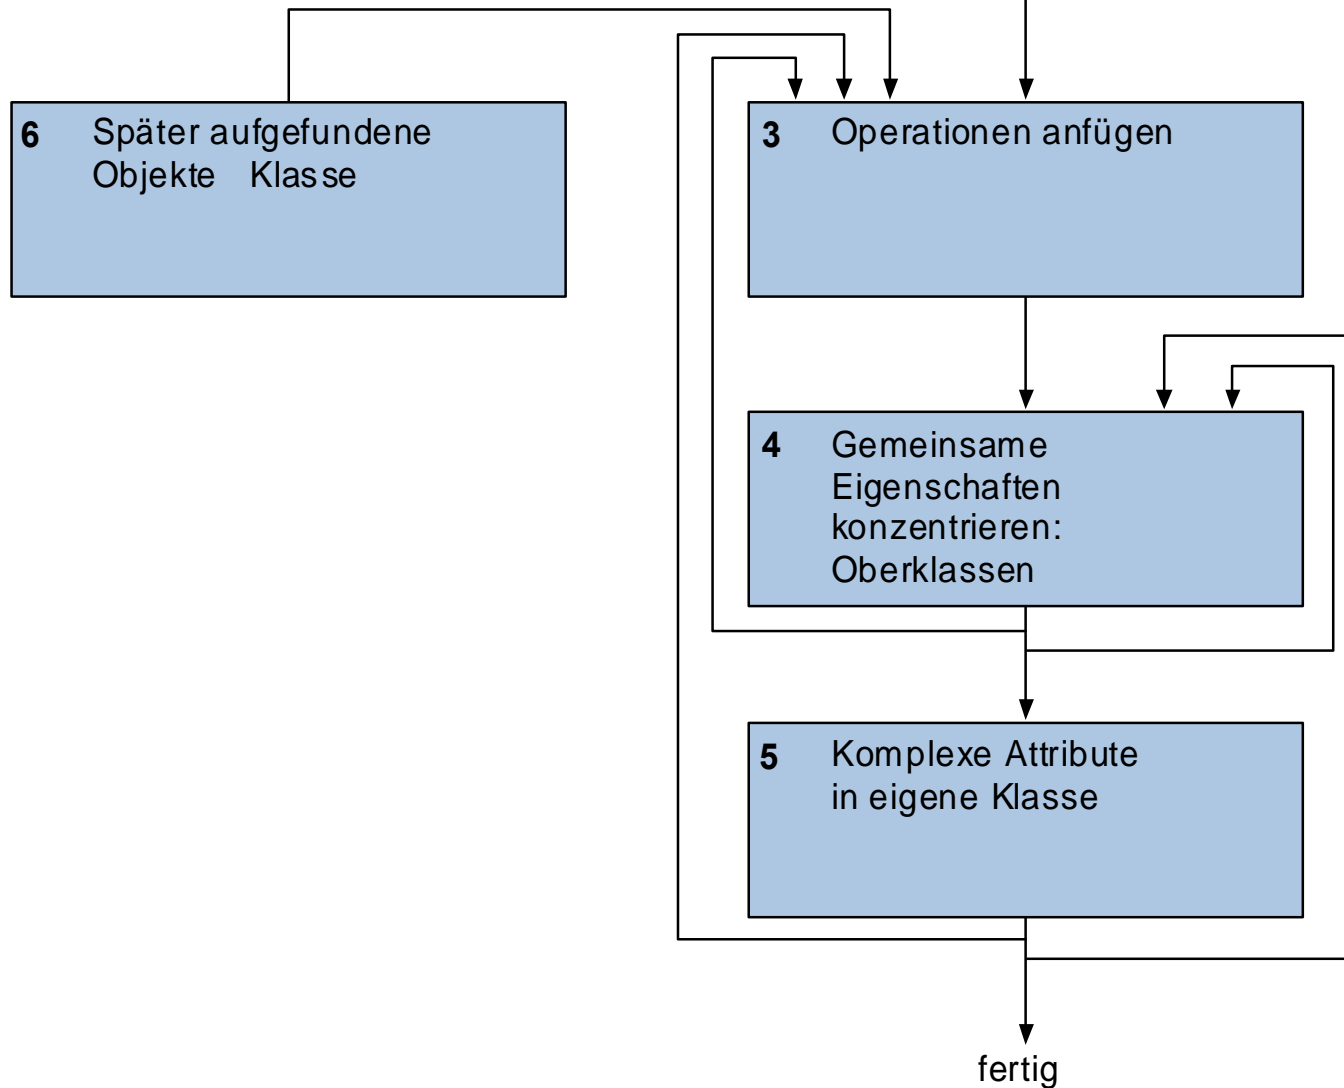 6 Später aufgefundene
Objekte Klasse
3 Operationen anfügen
4 Gemeinsame
Eigenschaften
konzentrieren:
Oberklassen
5 Komplexe Attribute
in eigene Klasse
fertig